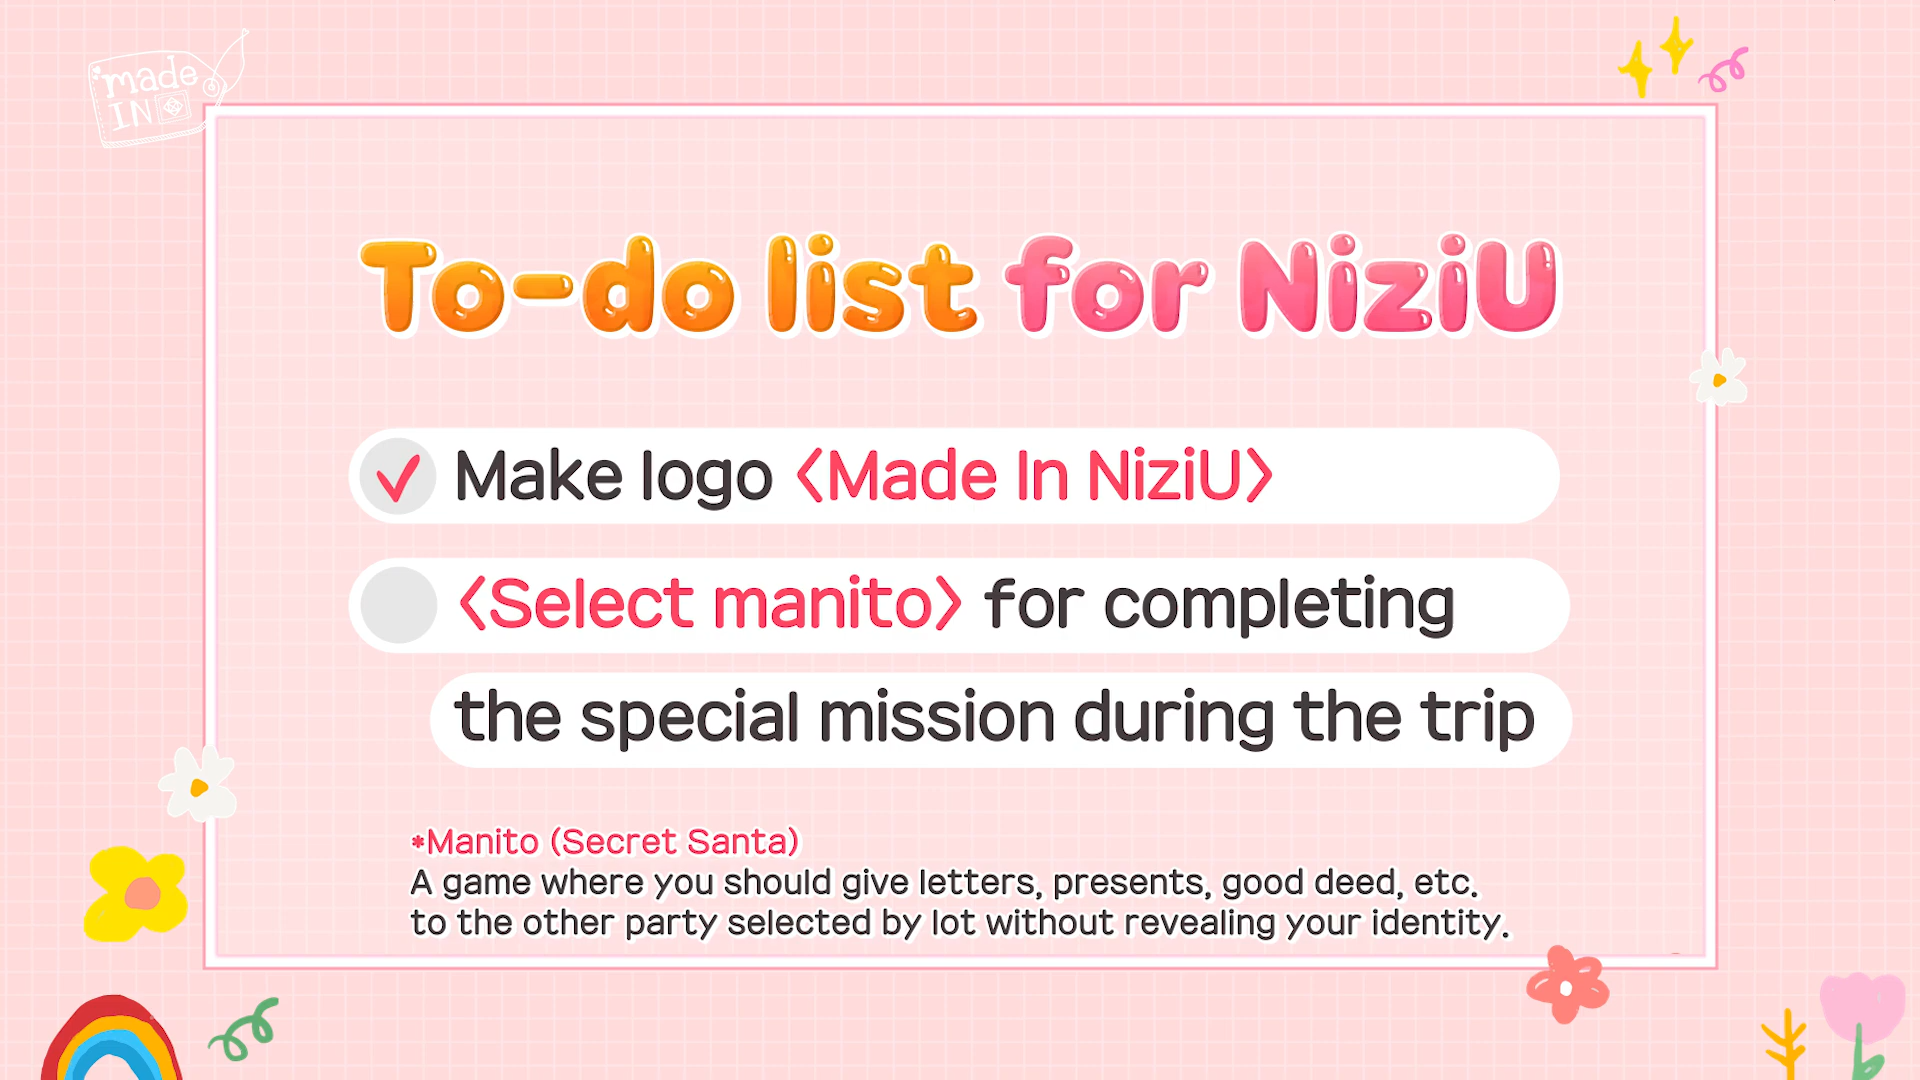 made
IN
To-do list for NiziU
Make logo 〈Made In NiziU〉
〈Select manito〉 for completing
the special mission during the trip
*Manito (Secret Santa)
A game where you should give letters, presents, good deed, etc.
to the other party selected by lot without revealing your identity.